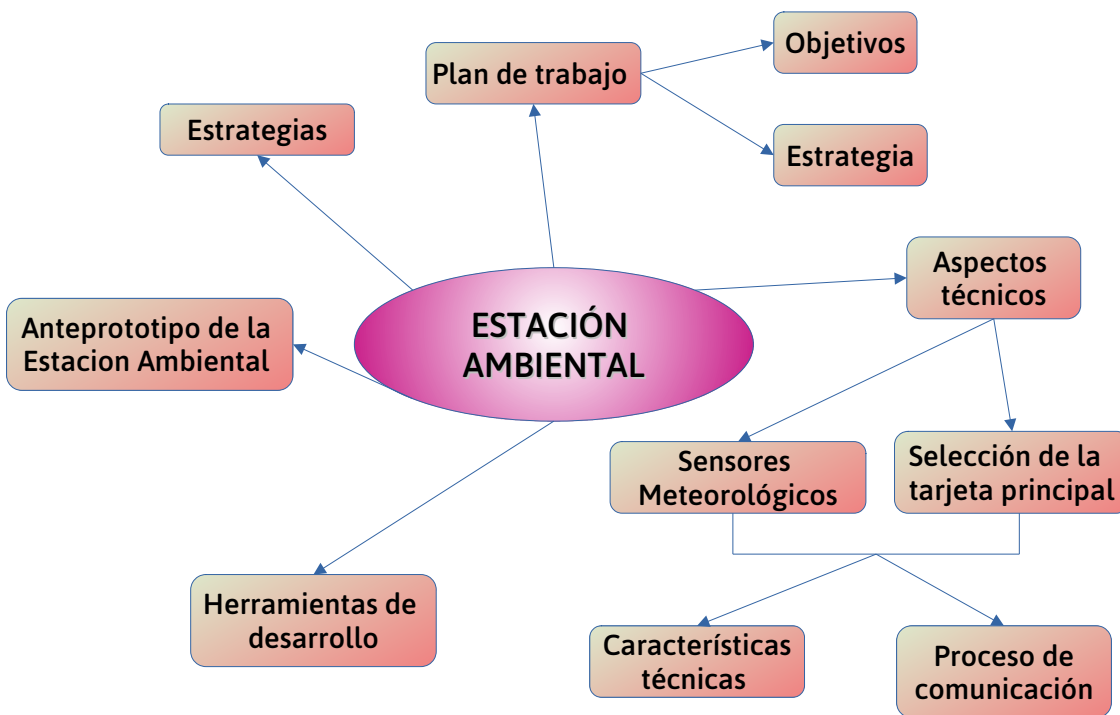 Objetivos
Plan de trabajo
Estrategias
Estrategia
Aspectos
técnicos
ESTACIÓN
AMBIENTAL
Anteprototipo de la
Estacion Ambiental
Sensores
Meteorológicos
Selección de la
tarjeta principal
Herramientas de
desarrollo
Características
técnicas
Proceso de
comunicación